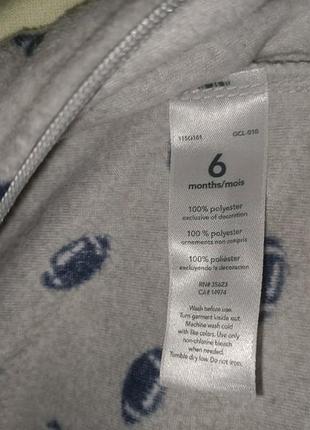 115G161 GCL-010
6
months/mois
100% polyester
exclusive of decoration
100% polyester
ornements non compris
100% poliéster
excluyendo la decoración
RN# 35623
CA# 14974
Wash before use.
Turn garment inside out.
Machine wash cold
with like colors. Use only
non-chlorine bleach
when needed.
Tumble dry low. Do not iron.